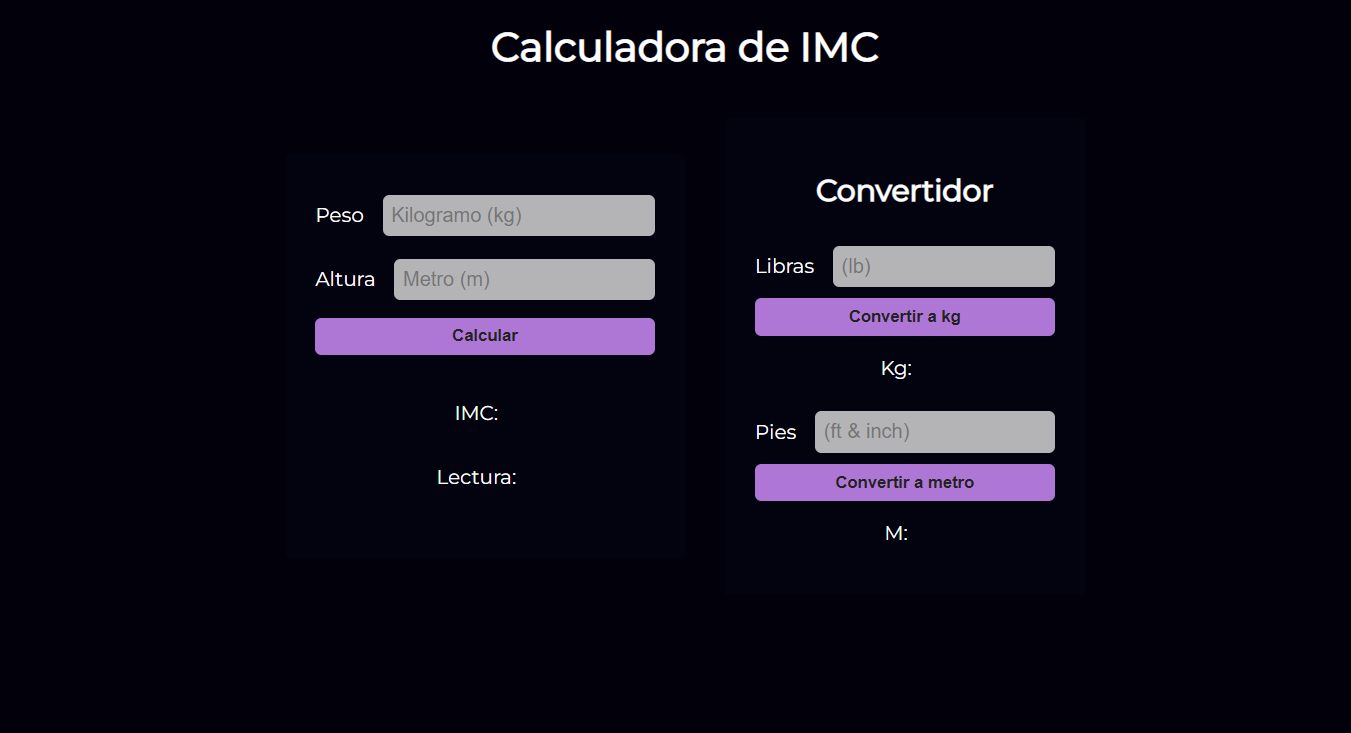 Calculadora de IMC
Peso Kilogramo (kg)
Altura Metro (m)
Calcular
IMC:
Lectura:
Convertidor
Libras (lb)
Convertir a kg
Kg:
Pies (ft & inch)
Convertir a metro
M: